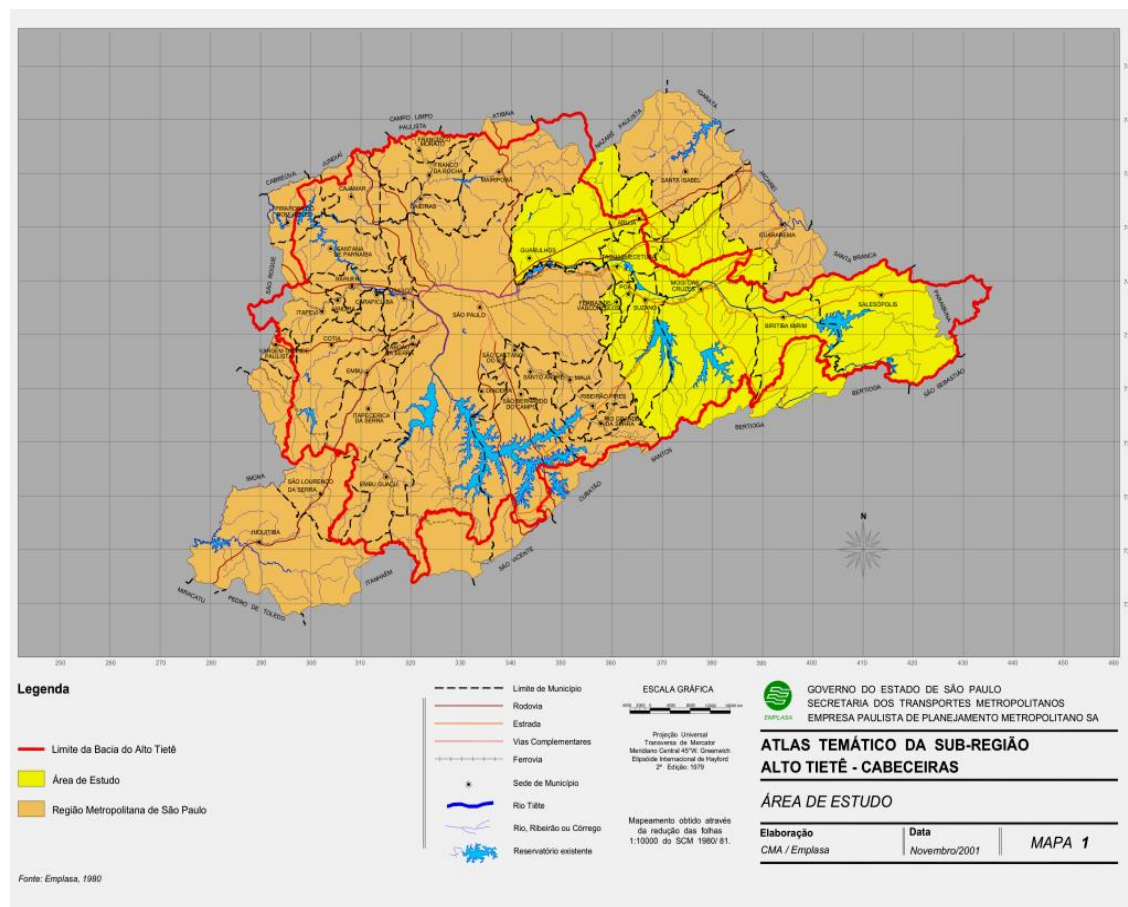 IGARATÁ
NAZARÉ PAULISTA
ATIBAIA
CAMPO LIMPO
PAULISTA
JUNDIAÍ
CABREÚVA
JACAREÍ
FRANCISCO
MORATO
FRANCO
DA ROCHA
MAIRIPORÃ
SANTA ISABEL
CAJAMAR
CAIEIRAS
GUARAREMA
ARUJÁ
SANTANA
DE PARNAÍBA
GUARULHOS
SANTA BRANCA
SÃO ROQUE
BARUERI
POÁ
MOGI DAS
CRUZES
CARAPICUÍBA
SUZANO
SALESÓPOLIS
PARAIBUNA
ITAPEVI
SÃO PAULO
BIRITIBA MIRIM
COTIA
SÃO CAETANO
DO SUL
EMBU
SANTO ANDRÉ
MAUÁ
DIADEMA
SÃO BERNARDO
DO CAMPO
RIBEIRÃO PIRES
RIO GRANDE
DA SERRA
BERTIOGA
SÃO SEBASTIÃO
ITAPECERICA
DA SERRA
BERTIOGA
SANTOS
IBIÚNA
SÃO LOURENÇO
DA SERRA
EMBU GUAÇU
CUBATÃO
JUQUITIBA
SÃO VICENTE
ITANHAÉM
MIRACATU
PEDRO DE TOLEDO
N
250 260 270 280 290 300 310 320 330 340 350 360 370 380 390 400 410 420 430 440 450 460
Legenda
Limite da Bacia do Alto Tietê
Área de Estudo
Região Metropolitana de São Paulo
Limite de Município
Rodovia
Estrada
Vias Complementares
Ferrovia
Sede de Município
Rio Tiête
Rio, Ribeirão ou Córrego
Reservatório existente
ESCALA GRÁFICA
Projeção Universal
Transversa de Mercator
Meridiano Central 45°W. Greenwich
Elipsóide Internacional de Hayford
2ª Edição: 1979
Mapeamento obtido através
da redução das folhas
1:10000 do SCM 1980/ 81.
EMPLASA
GOVERNO DO ESTADO DE SÃO PAULO
SECRETARIA DOS TRANSPORTES METROPOLITANOS
EMPRESA PAULISTA DE PLANEJAMENTO METROPOLITANO SA
ATLAS TEMÁTICO DA SUB-REGIÃO
ALTO TIETÊ - CABECEIRAS
ÁREA DE ESTUDO
Elaboração
CMA / Emplasa
Data
Novembro/2001
MAPA 1
Fonte: Emplasa, 1980